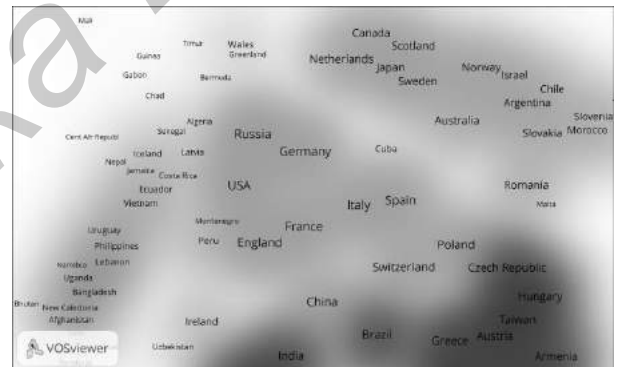 Mali
Canada
Timur
Wales
Scotland
Guinea
Greenland
Netherlands
Japan
Norway
Israel
Gabon
Bermuda
Sweden
Chile
Chad
Argentina
Algeria
Australia
Slovenia
Cent Afr Republ
Senegal
Russia
Slovakia
Morocco
Iceland
Latvia
Germany
Cuba
Nepal
Jamaica
Costa Rica
Ecuador
USA
Romania
Vietnam
Italy
Spain
Malta
Montenegro
Uruguay
France
Philippines
Peru
England
Poland
Namibia
Lebanon
Switzerland
Czech Republic
Uganda
Bangladesh
Hungary
Bhutan
New Caledonia
China
Afghanistan
Ireland
Taiwan
Brazil
Austria
Greece
VOSviewer
Uzbekistan
India
Armenia